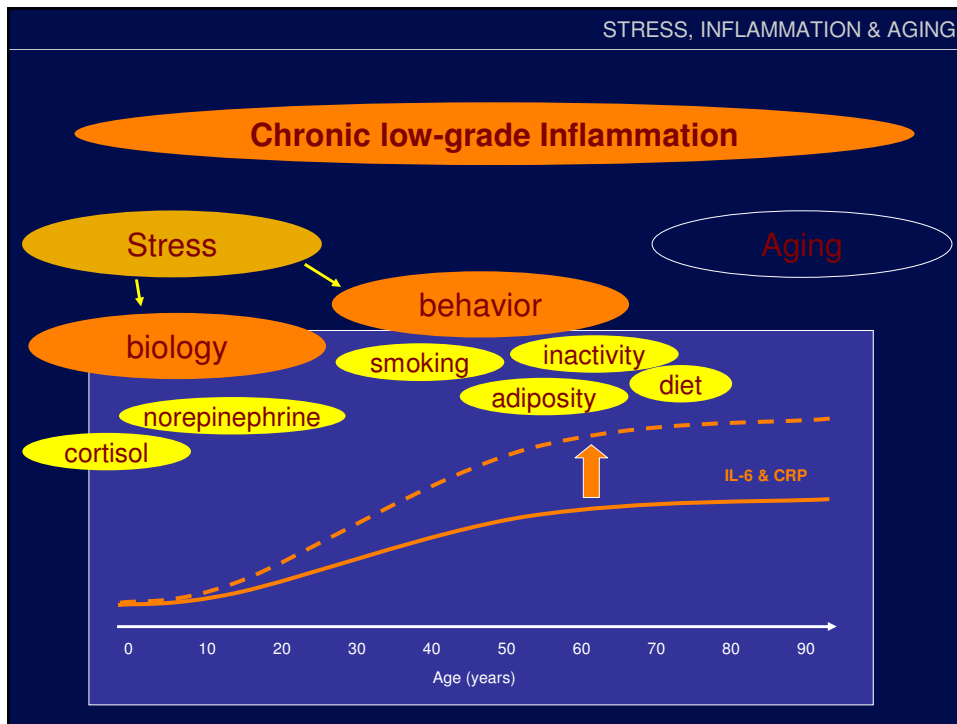 STRESS, INFLAMMATION & AGING
Chronic low-grade Inflammation
Stress
Aging
behavior
biology
smoking
inactivity
diet
adiposity
norepinephrine
cortisol
IL-6 & CRP
0 10 20 30 40 50 60 70 80 90
Age (years)